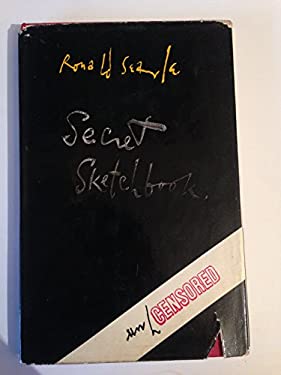 Ronald Searle
Secret
Sketchbook.
un/CENSORED